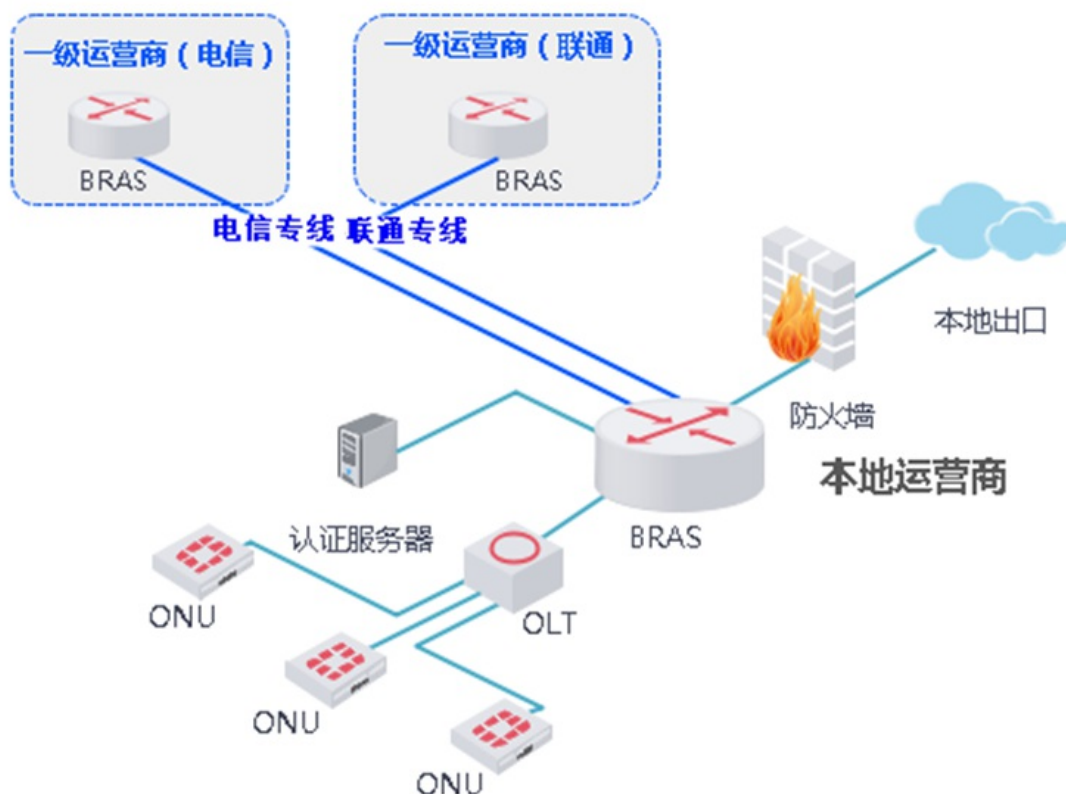 一级运营商（电信）
一级运营商（联通）
BRAS
BRAS
电信专线
联通专线
本地出口
防火墙
本地运营商
认证服务器
BRAS
ONU
OLT
ONU
ONU